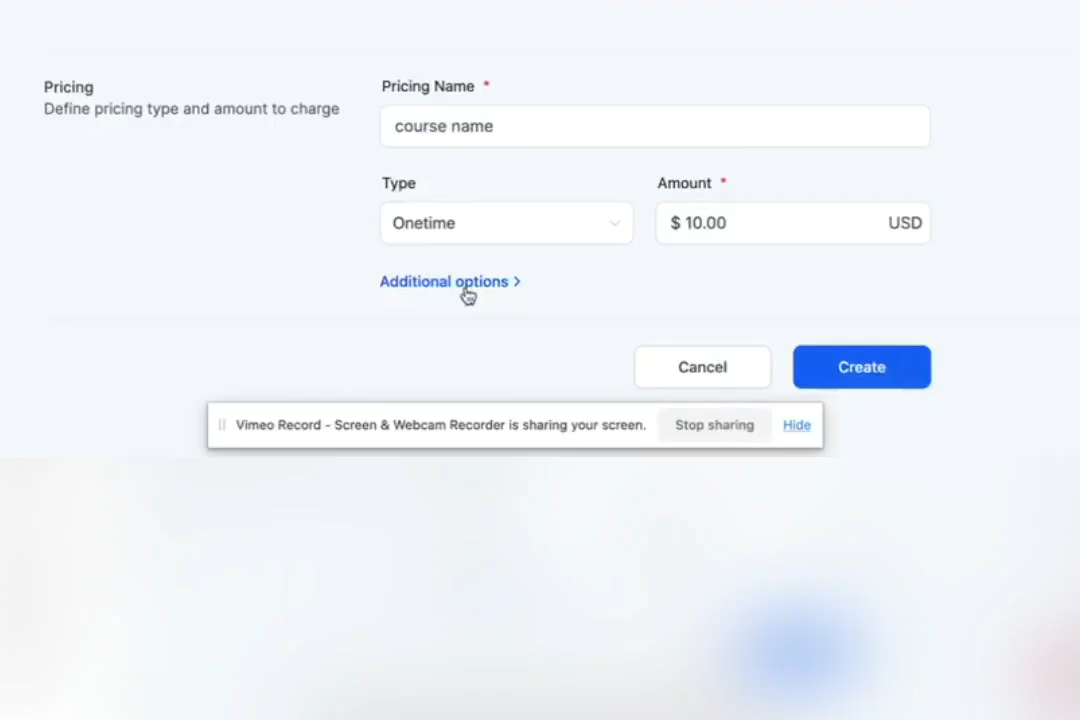 Pricing
Define pricing type and amount to charge
Pricing Name *
course name
Type
Amount *
Onetime
$ 10.00 USD
Additional options >
Cancel
Create
Vimeo Record - Screen & Webcam Recorder is sharing your screen.
Stop sharing
Hide